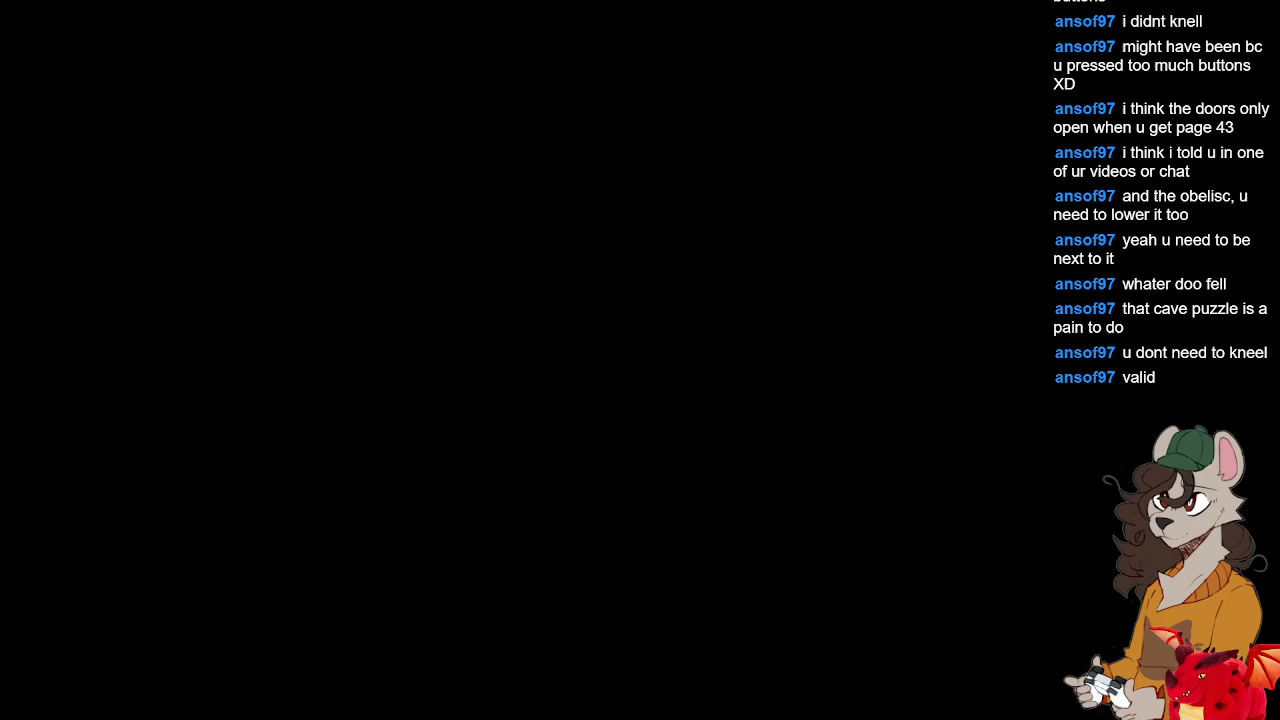 ansof97 i didnt knell
ansof97 might have been bc
u pressed too much buttons
XD
ansof97 i think the doors only
open when u get page 43
ansof97 i think i told u in one
of ur videos or chat
ansof97 and the obelisc, u
need to lower it too
ansof97 yeah u need to be
next to it
ansof97 whater doo fell
ansof97 that cave puzzle is a
pain to do
ansof97 u dont need to kneel
ansof97 valid